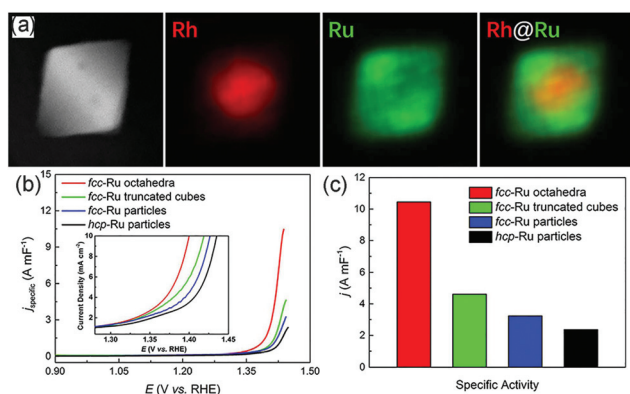 (a)
Rh
Ru
Rh@Ru
(b)
15
12
9
6
3
0
j specific (A mF⁻¹)
fcc-Ru octahedra
fcc-Ru truncated cubes
fcc-Ru particles
hcp-Ru particles
Current Density (mA cm⁻²)
10
8
6
4
2
1.30 1.35 1.40 1.45
E (V vs. RHE)
0.90 1.05 1.20 1.35 1.50
E (V vs. RHE)
(c)
12
10
8
6
4
2
0
j (A mF⁻¹)
fcc-Ru octahedra
fcc-Ru truncated cubes
fcc-Ru particles
hcp-Ru particles
Specific Activity